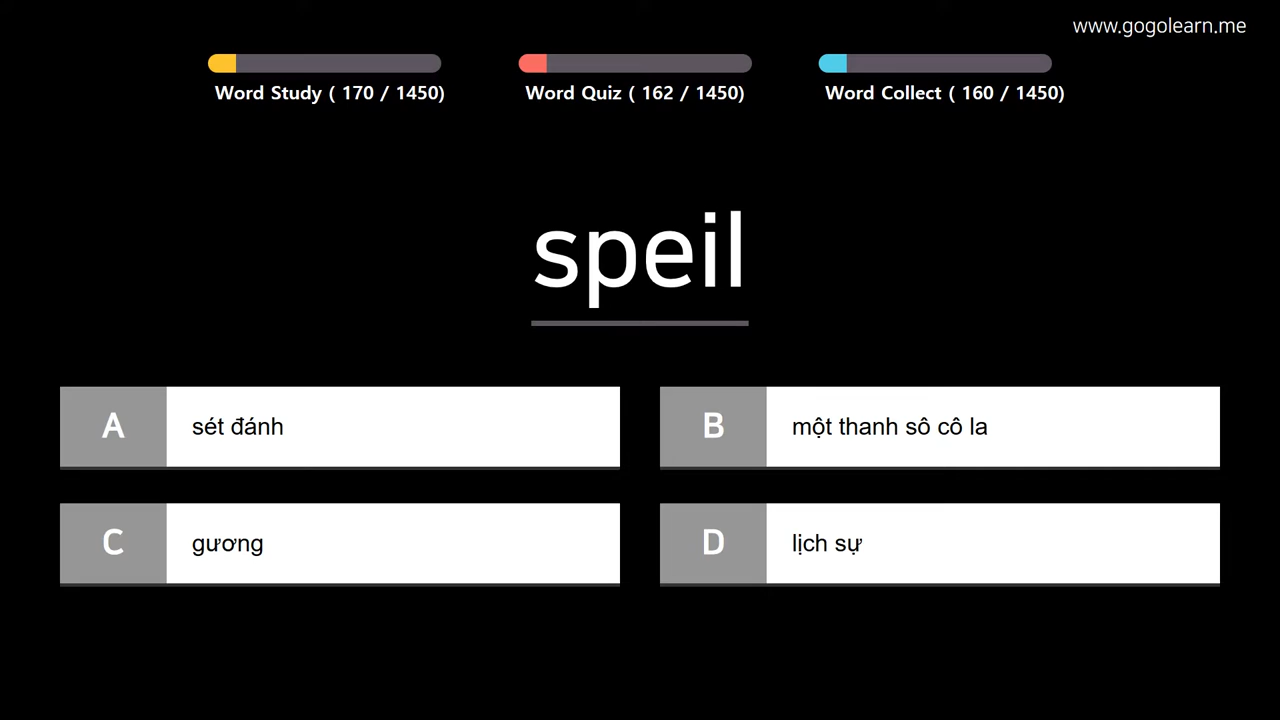 www.gogolearn.me
Word Study ( 170 / 1450)
Word Quiz ( 162 / 1450)
Word Collect ( 160 / 1450)
speil
A sét đánh
B một thanh sô cô la
C gương
D lịch sự